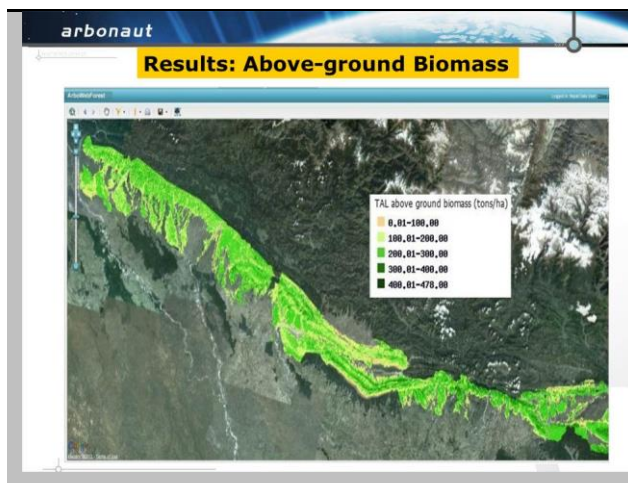 arbonaut
Results: Above-ground Biomass
ArboWebForest
TAL above ground biomass (tons/ha)
0.01-100.00
100.01-200.00
200.01-300.00
300.01-400.00
400.01-478.00